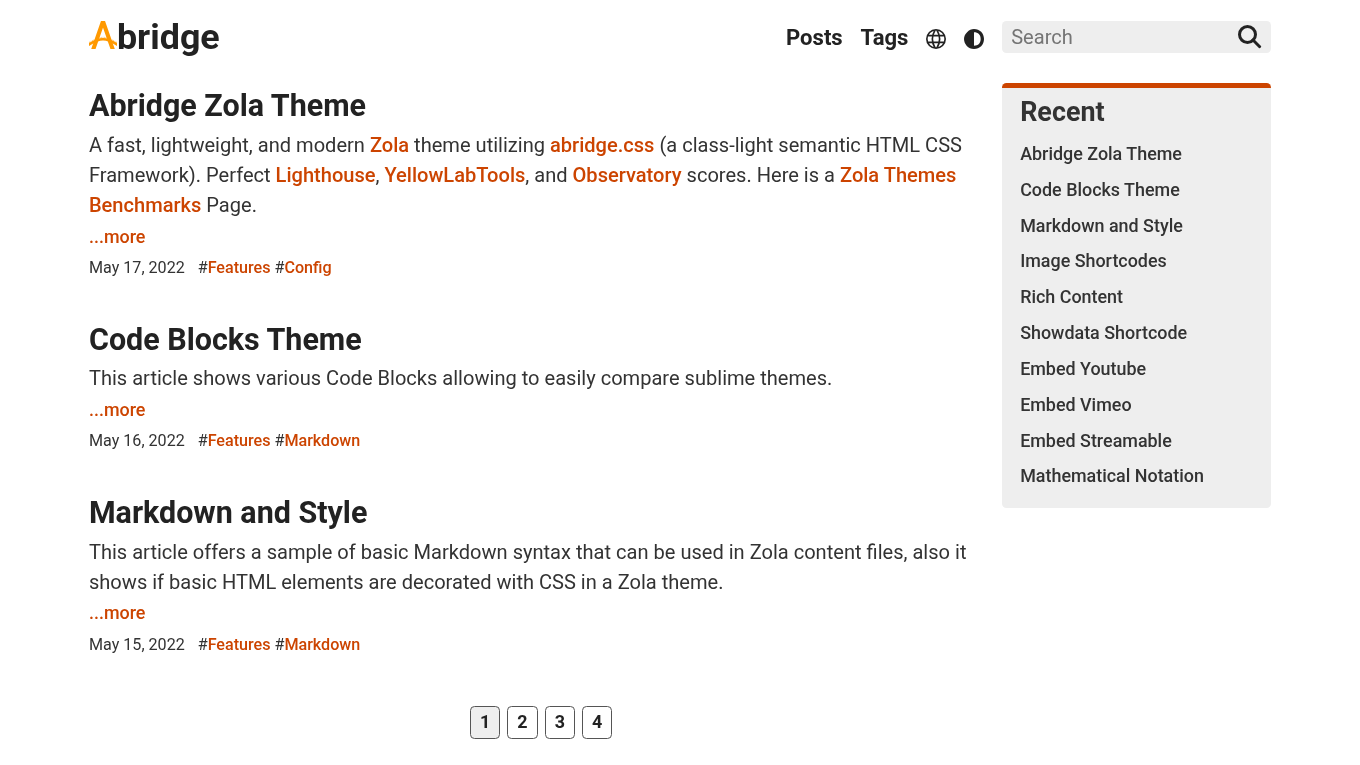 Abridge
Posts Tags Search
Abridge Zola Theme
A fast, lightweight, and modern Zola theme utilizing abridge.css (a class-light semantic HTML CSS
Framework). Perfect Lighthouse, YellowLabTools, and Observatory scores. Here is a Zola Themes
Benchmarks Page.
...more
May 17, 2022 #Features #Config
Code Blocks Theme
This article shows various Code Blocks allowing to easily compare sublime themes.
...more
May 16, 2022 #Features #Markdown
Markdown and Style
This article offers a sample of basic Markdown syntax that can be used in Zola content files, also it
shows if basic HTML elements are decorated with CSS in a Zola theme.
...more
May 15, 2022 #Features #Markdown
1 2 3 4
Recent
Abridge Zola Theme
Code Blocks Theme
Markdown and Style
Image Shortcodes
Rich Content
Showdata Shortcode
Embed Youtube
Embed Vimeo
Embed Streamable
Mathematical Notation